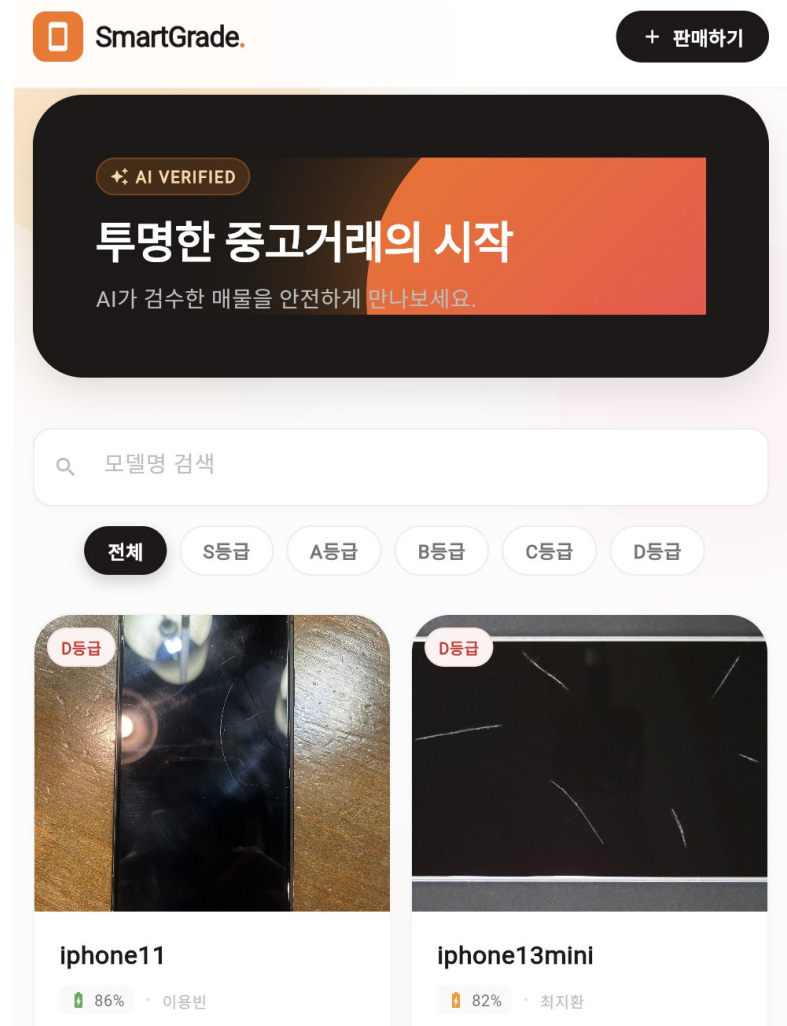 SmartGrade.
+ 판매하기
AI VERIFIED
투명한 중고거래의 시작
AI가 검수한 매물을 안전하게 만나보세요.
모델명 검색
전체 S등급 A등급 B등급 C등급 D등급
D등급
D등급
iphone11
86% • 이용빈
iphone13mini
82% • 최지환